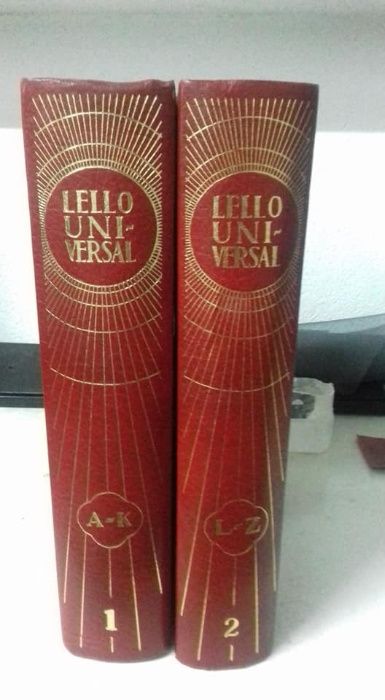 LELLO
UNI-
VERSAL
A-K
1
LELLO
UNI-
VERSAL
L-Z
2